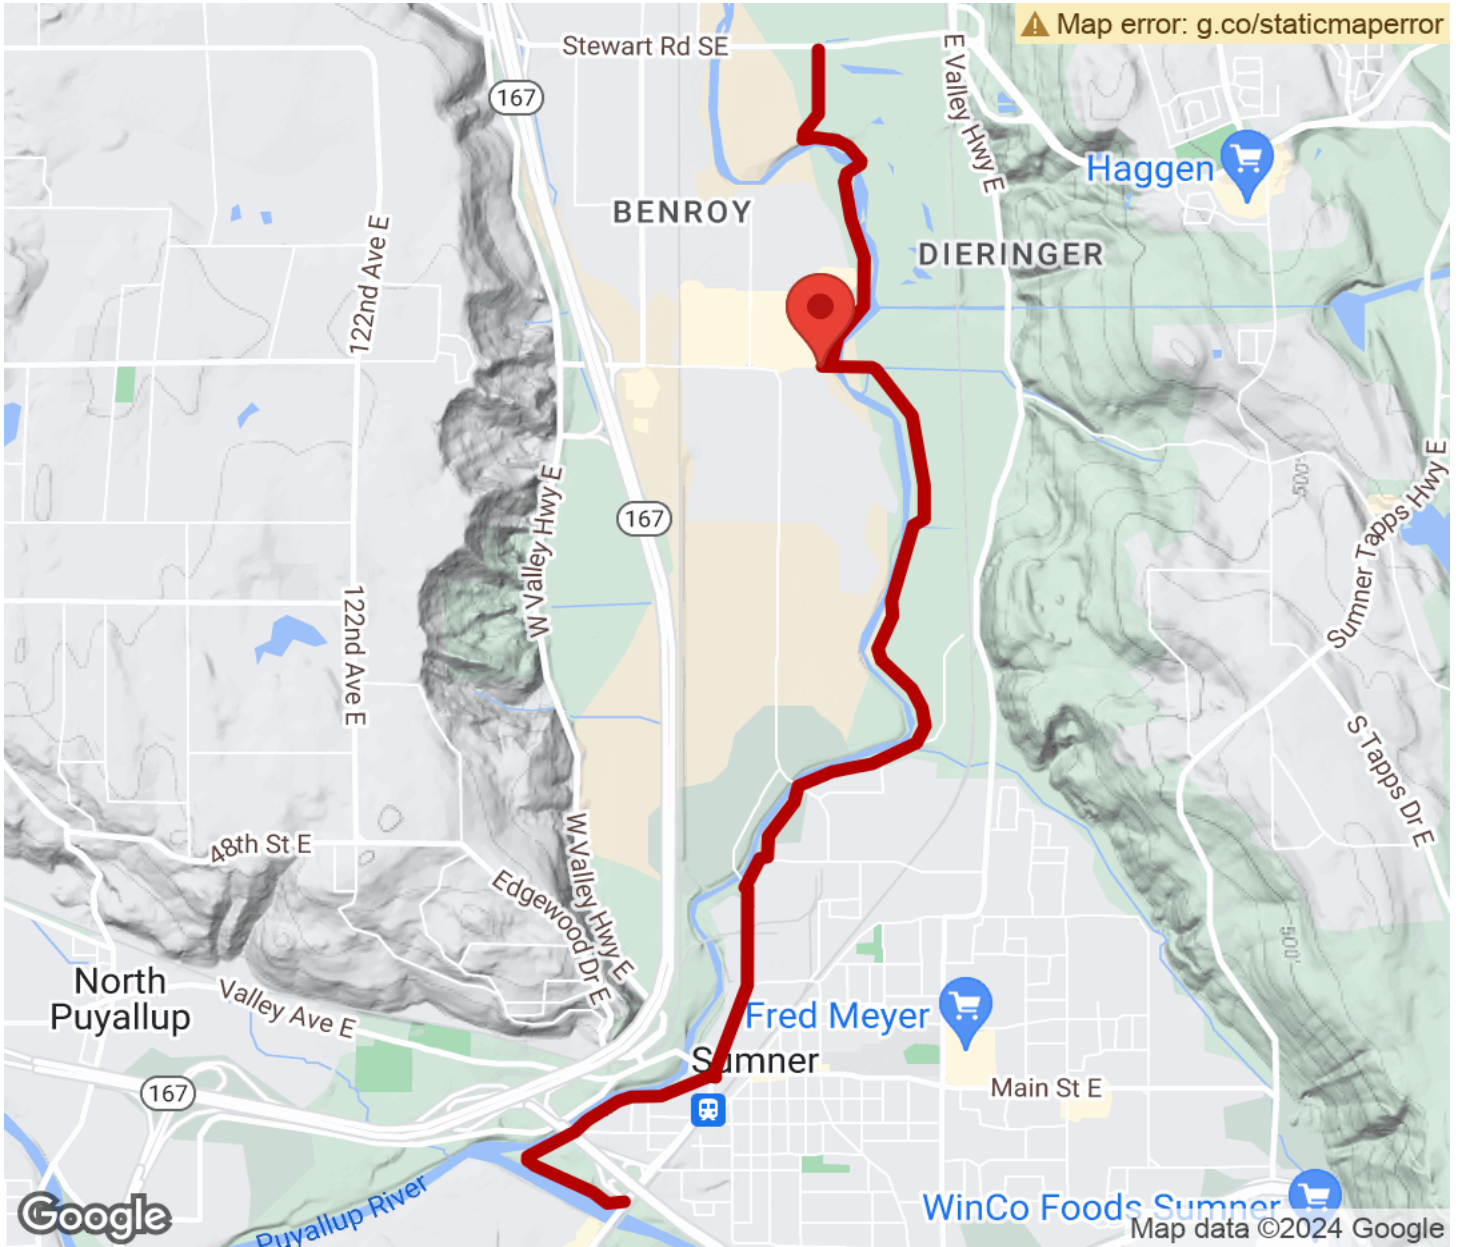 Map error: g.co/staticmaperror
Stewart Rd SE
E Valley Hwy E
167
Haggen
BENROY
DIERINGER
122nd Ave E
Sumner Tapps Hwy E
500'
W Valley Hwy E
167
122nd Ave E
S Tapps Dr E
48th St E
W Valley Hwy E
Edgewood Dr E
500'
North
Puyallup
Valley Ave E
Fred Meyer
Sumner
Main St E
167
Puyallup River
WinCo Foods Sumner
Google
Map data ©2024 Google